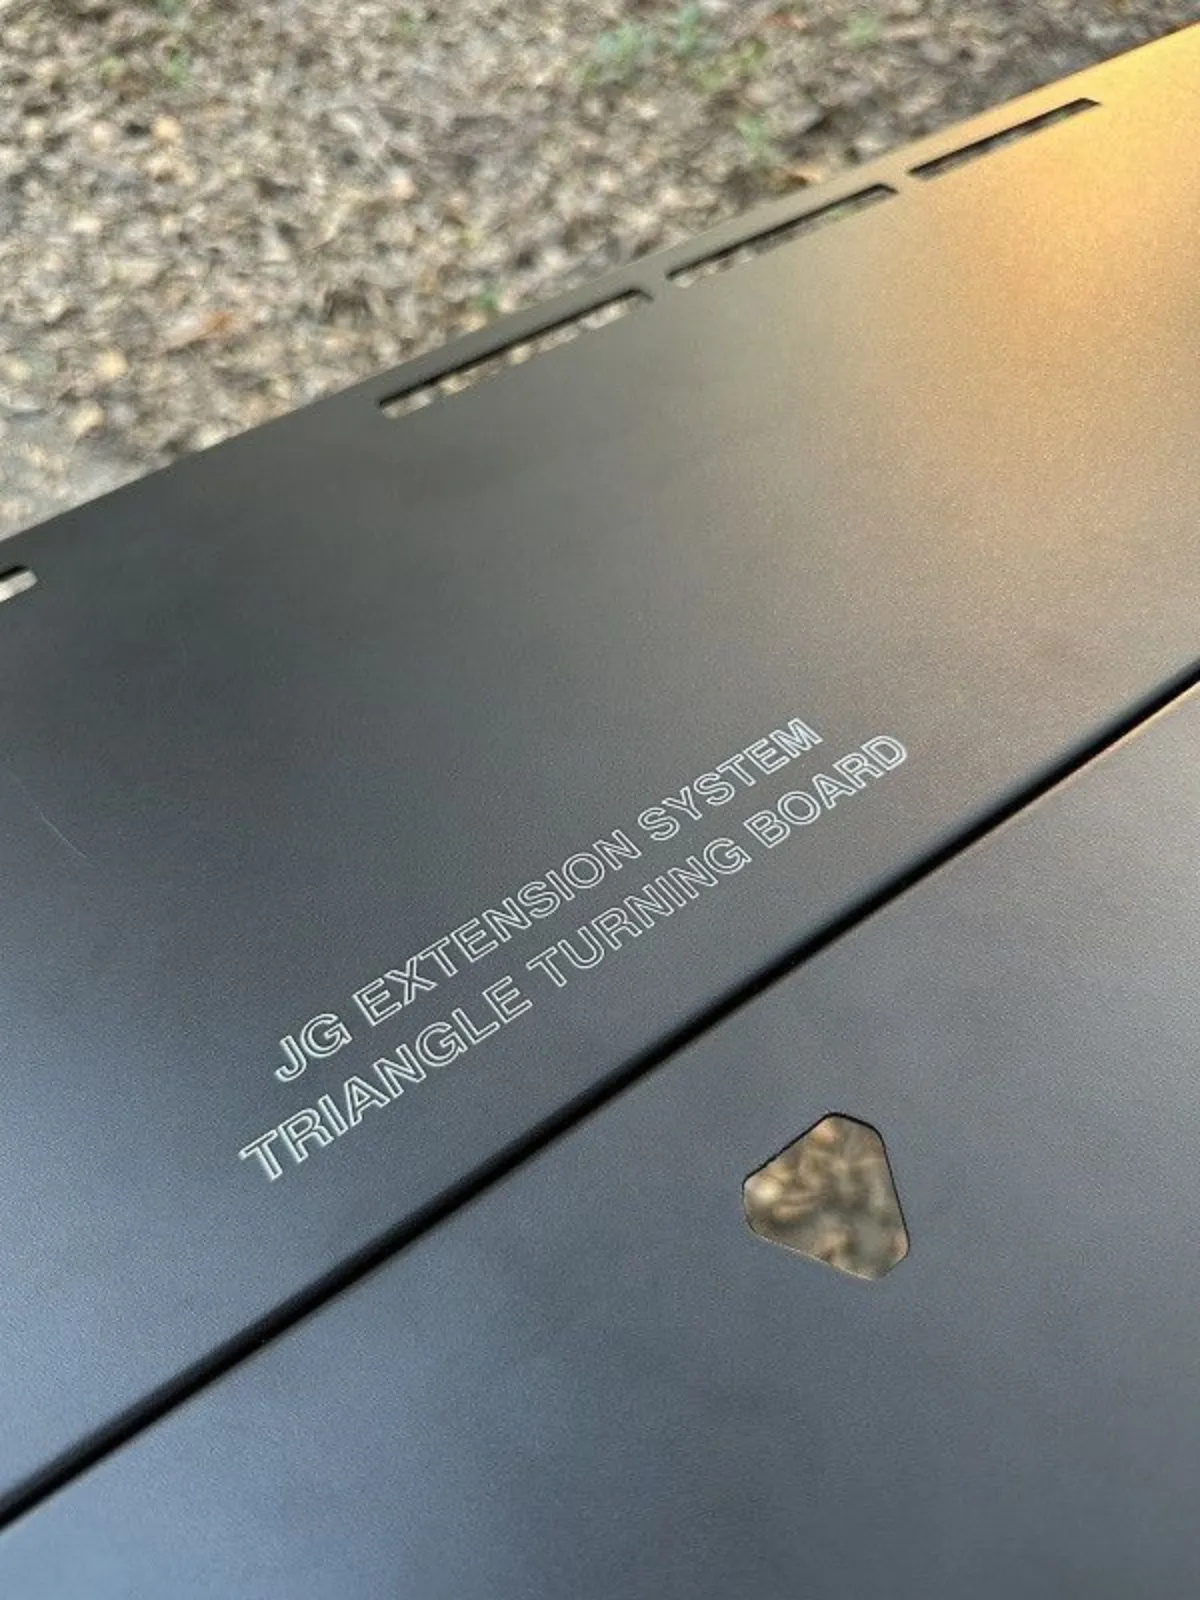 JG EXTENSION SYSTEM
TRIANGLE TURNING BOARD